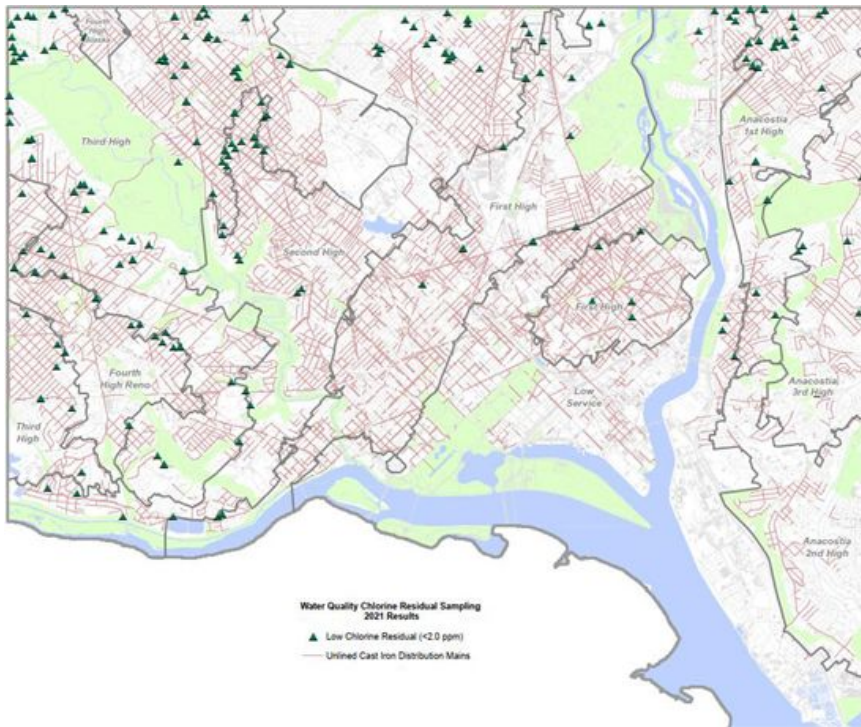 Fourth
High
Third High
Anacostia
1st High
First High
Second High
First High
Fourth
High Reno
Low
Service
Anacostia
3rd High
Third
High
Anacostia
2nd High
Water Quality Chlorine Residual Sampling
2021 Results
Low Chlorine Residual (<2.0 ppm)
Unlined Cast Iron Distribution Mains